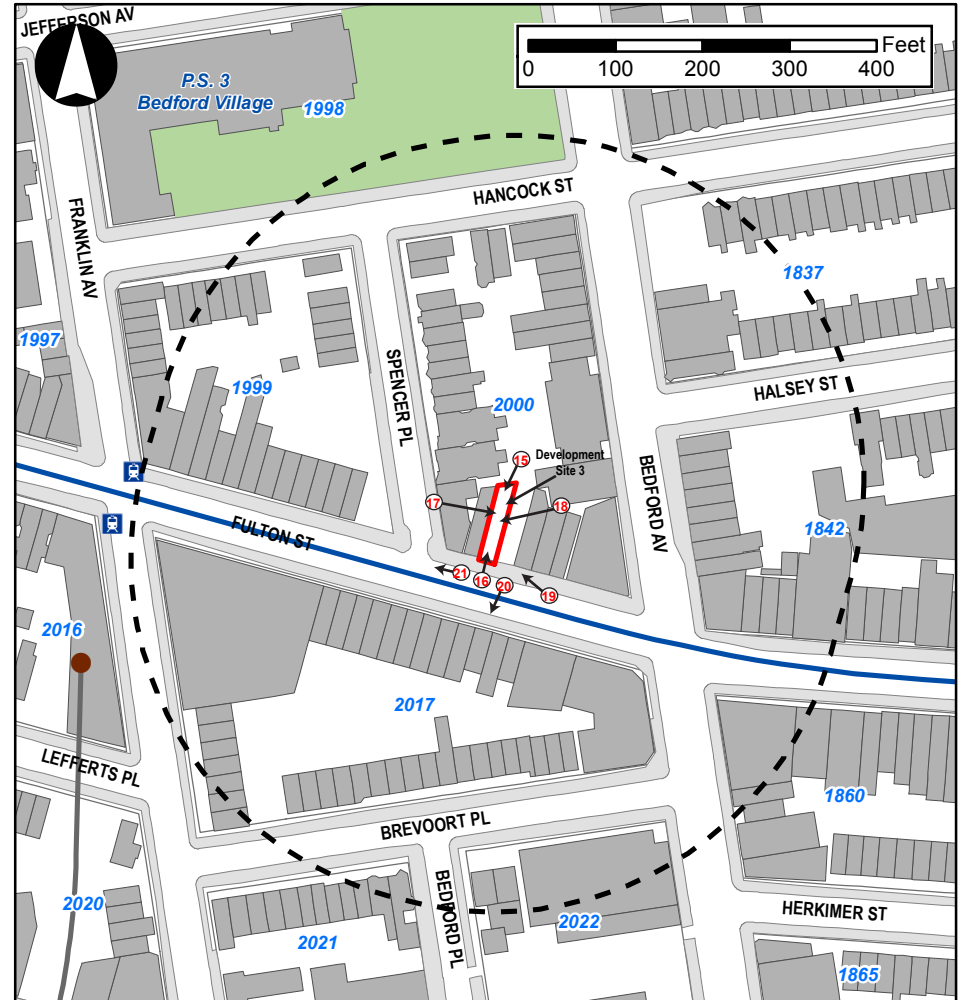 JEFFERSON AV
Feet
0 100 200 300 400
P.S. 3
Bedford Village
1998
HANCOCK ST
FRANKLIN AV
1837
1997
SPENCER PL
1999
HALSEY ST
2000
15
Development
Site 3
BEDFORD AV
17
18
1842
FULTON ST
21
16
20
19
2016
2017
LEFFERTS PL
1860
BREVOORT PL
BEDFORD PL
2020
HERKIMER ST
2022
2021
1865